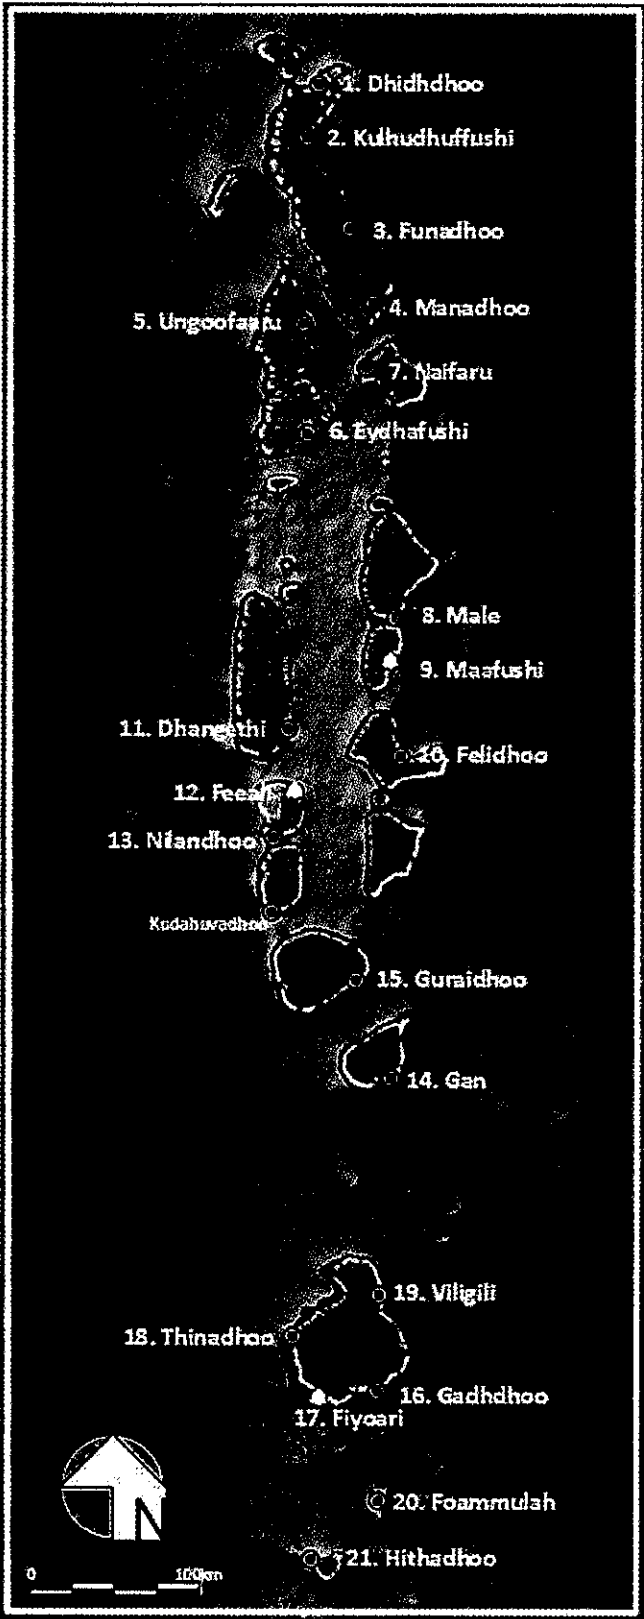 1. Dhidhdhoo
2. Kulhudhuffushi
3. Funadhoo
4. Manadhoo
5. Ungoofaaru
7. Naifaru
6. Eydhafushi
8. Male
9. Maafushi
11. Dhangethi
10. Felidhoo
12. Feeali
13. Nilandhoo
Kudahuvadhoo
15. Guraidhoo
14. Gan
19. Viligili
18. Thinadhoo
16. Gadhdhoo
17. Fiyoari
N
20. Foammulah
21. Hithadhoo
0 100km